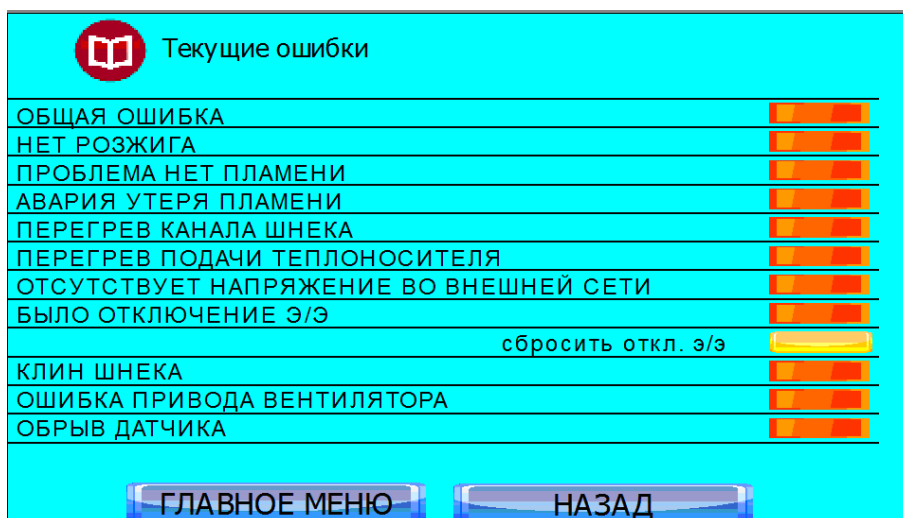 Текущие ошибки
ОБЩАЯ ОШИБКА
НЕТ РОЗЖИГА
ПРОБЛЕМА НЕТ ПЛАМЕНИ
АВАРИЯ УТЕРЯ ПЛАМЕНИ
ПЕРЕГРЕВ КАНАЛА ШНЕКА
ПЕРЕГРЕВ ПОДАЧИ ТЕПЛОНОСИТЕЛЯ
ОТСУТСТВУЕТ НАПРЯЖЕНИЕ ВО ВНЕШНЕЙ СЕТИ
БЫЛО ОТКЛЮЧЕНИЕ Э/Э
сбросить откл. э/э
КЛИН ШНЕКА
ОШИБКА ПРИВОДА ВЕНТИЛЯТОРА
ОБРЫВ ДАТЧИКА
ГЛАВНОЕ МЕНЮ НАЗАД